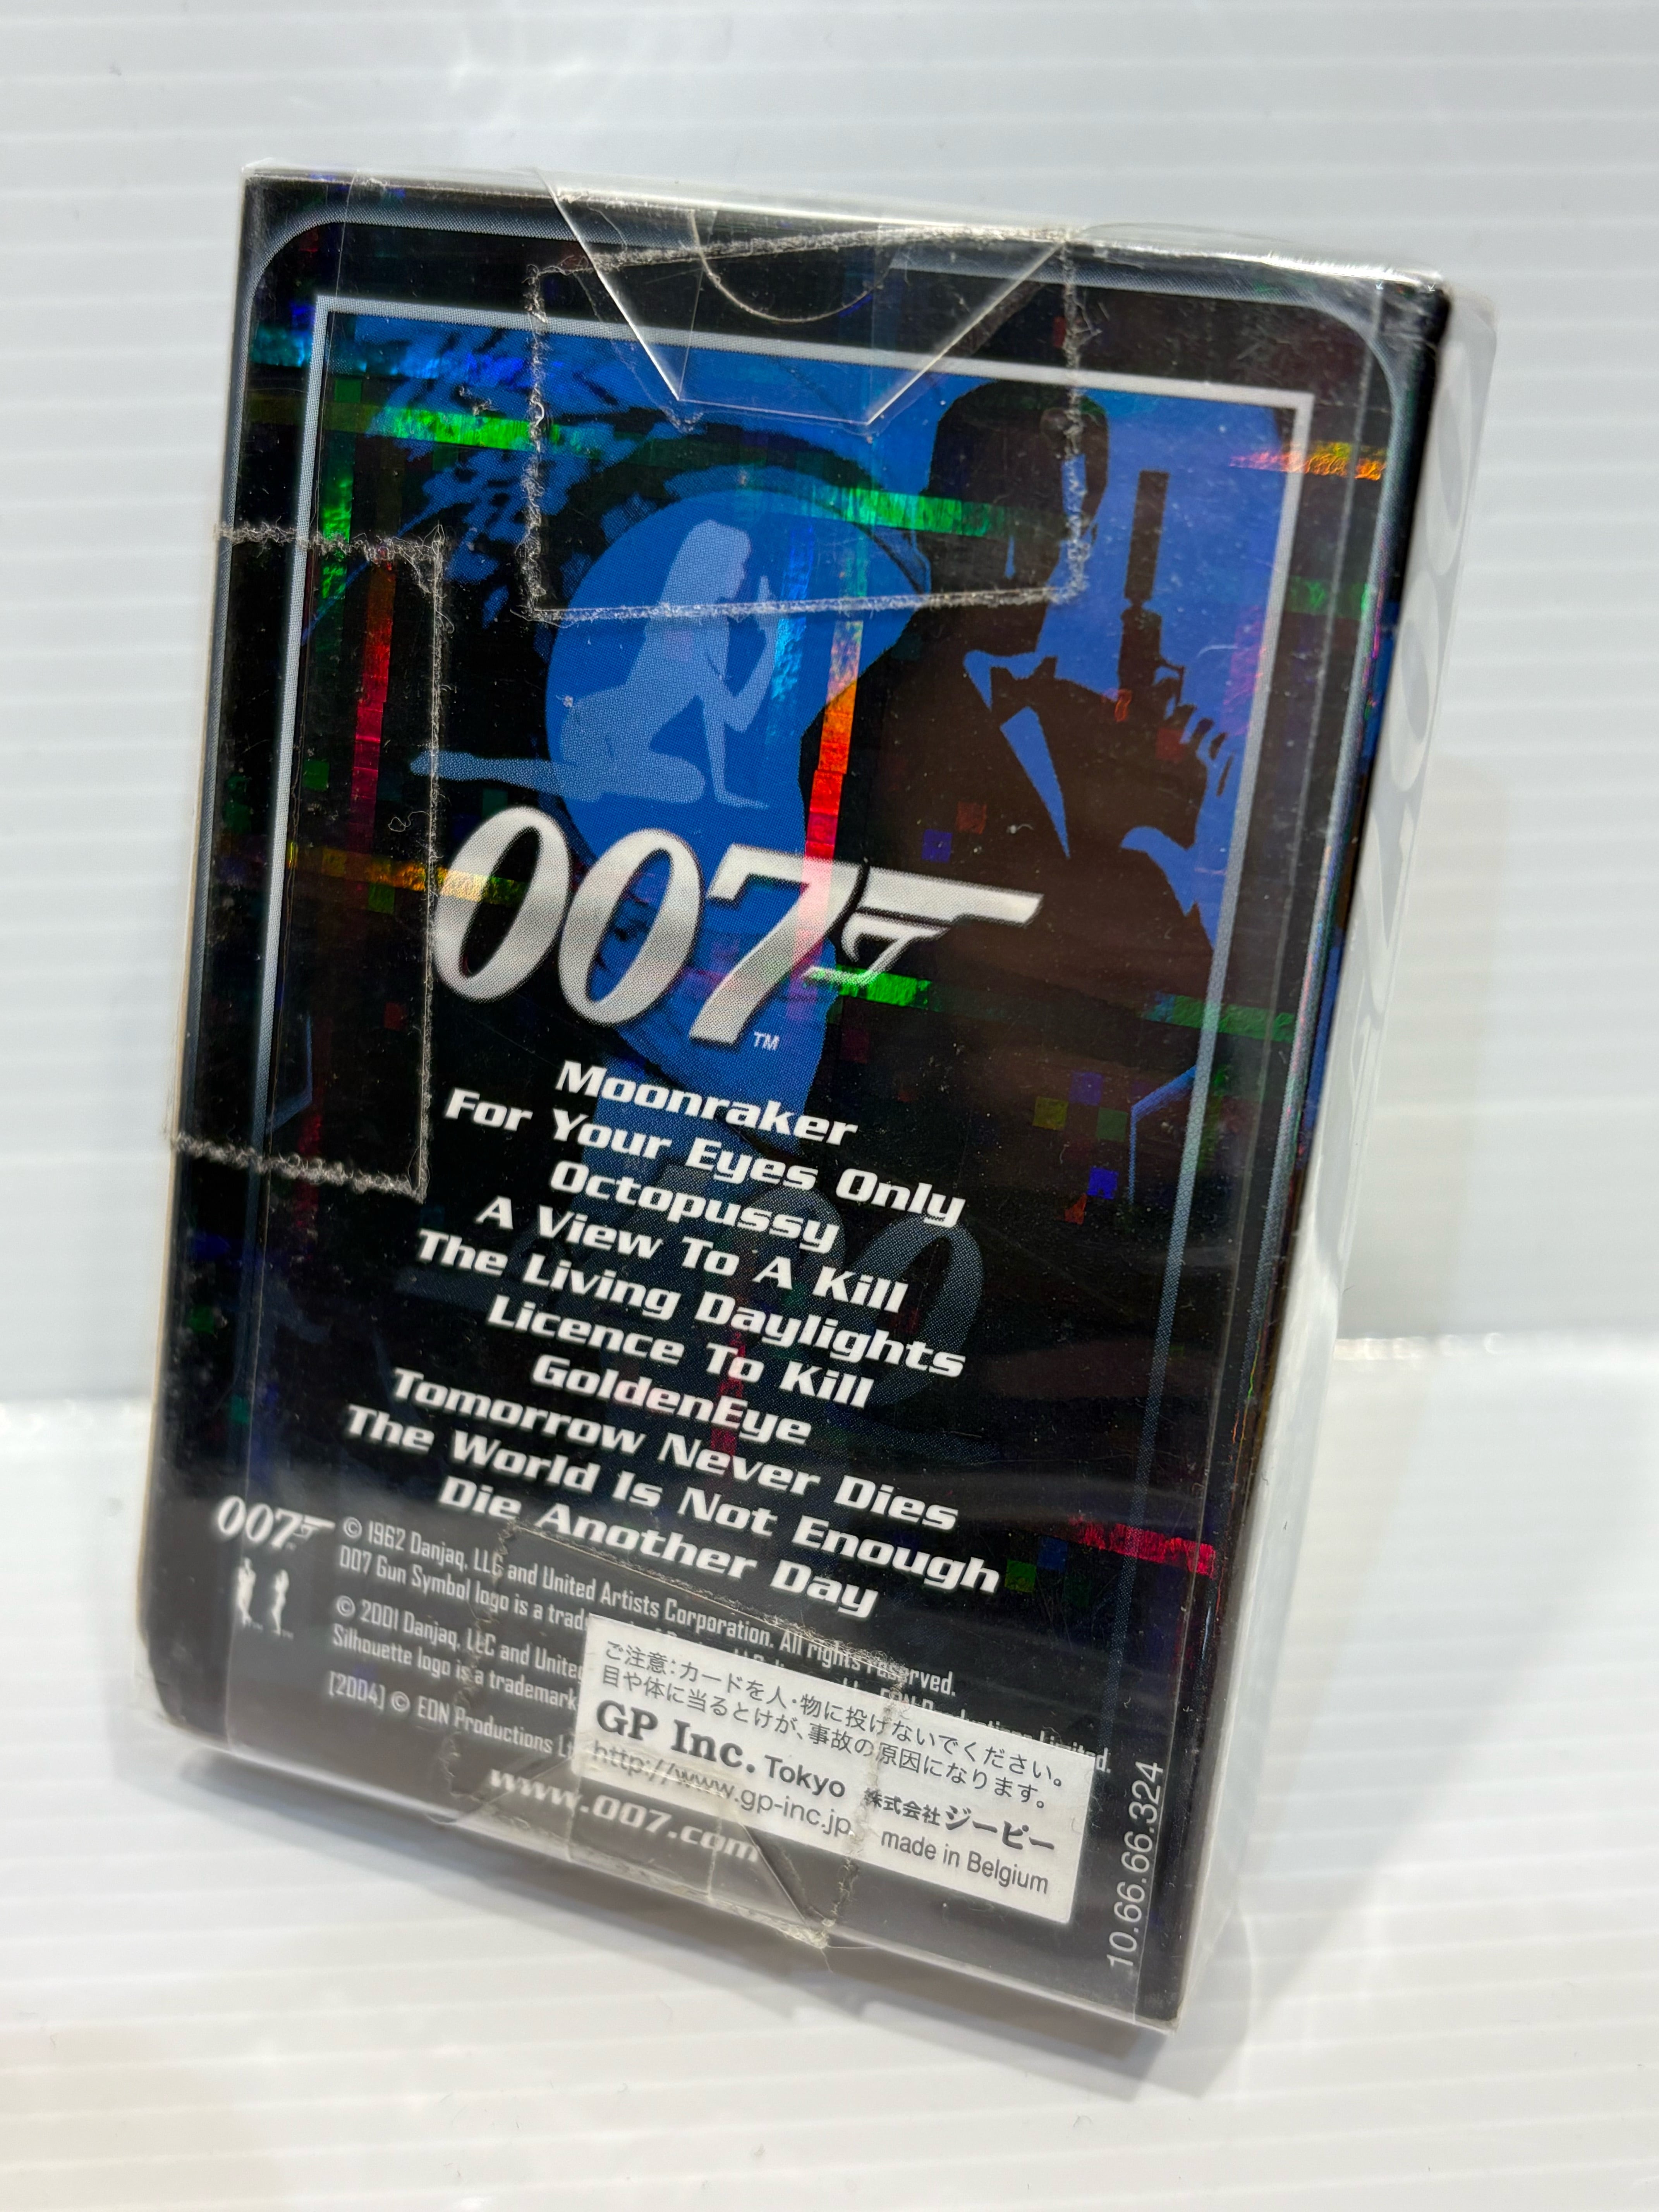 007
TM
Moonraker
For Your Eyes Only
Octopussy
A View To A Kill
The Living Daylights
Licence To Kill
GoldenEye
Tomorrow Never Dies
The World Is Not Enough
Die Another Day
007
© 1962 Danjaq, LLC and United Artists Corporation. All rights reserved.
007 Gun Symbol logo is a
© 2001 Danjaq, LLC and United
Silhouette logo is a trademark
[2004] © EON Productions
www.007.com
ご注意:カードを人・物に投げないでください。
目や体に当るとけが、事故の原因になります。
GP Inc. Tokyo 株式会社ジーピー
http://www.gp-inc.jp made in Belgium
10.66.66.324